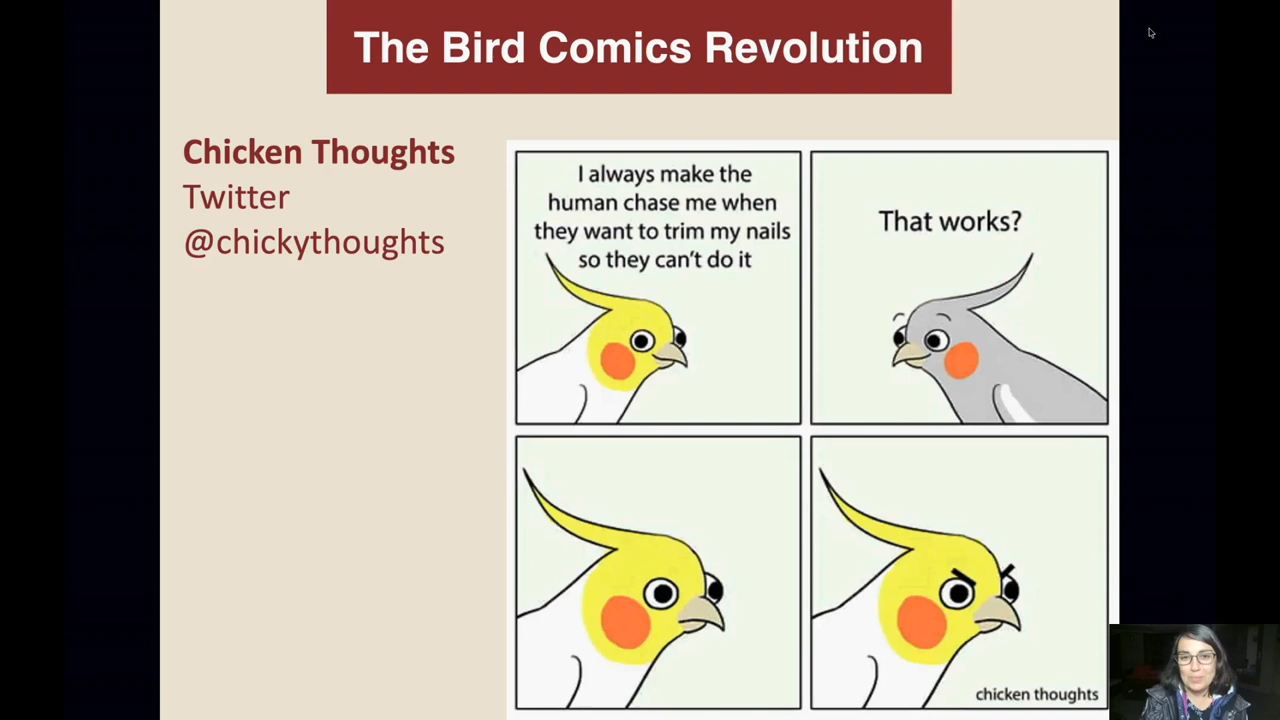 The Bird Comics Revolution
Chicken Thoughts
Twitter
@chickythoughts
I always make the
human chase me when
they want to trim my nails
so they can't do it
That works?
chicken thoughts